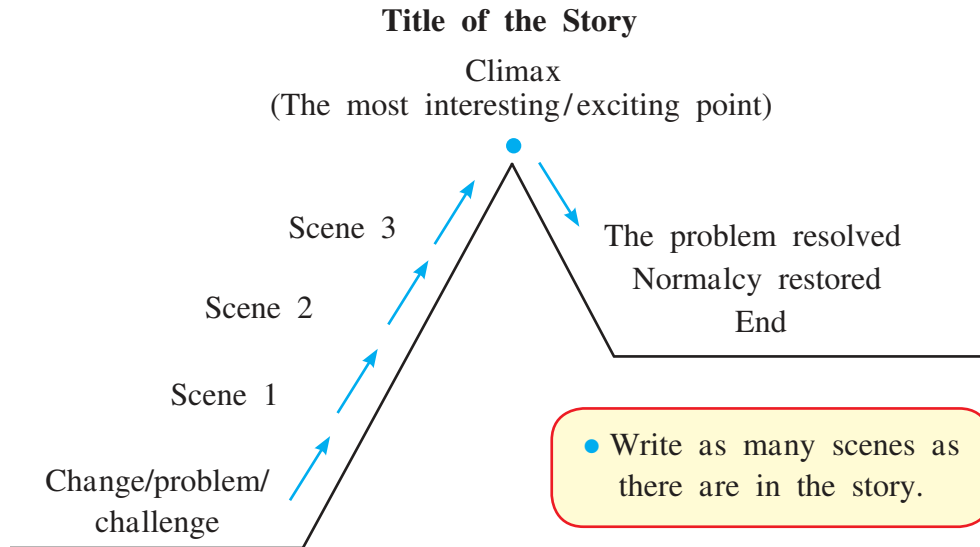 Title of the Story
Climax
(The most interesting/exciting point)
Scene 3
The problem resolved
Normalcy restored
End
Scene 2
Scene 1
Change/problem/
challenge
● Write as many scenes as
there are in the story.